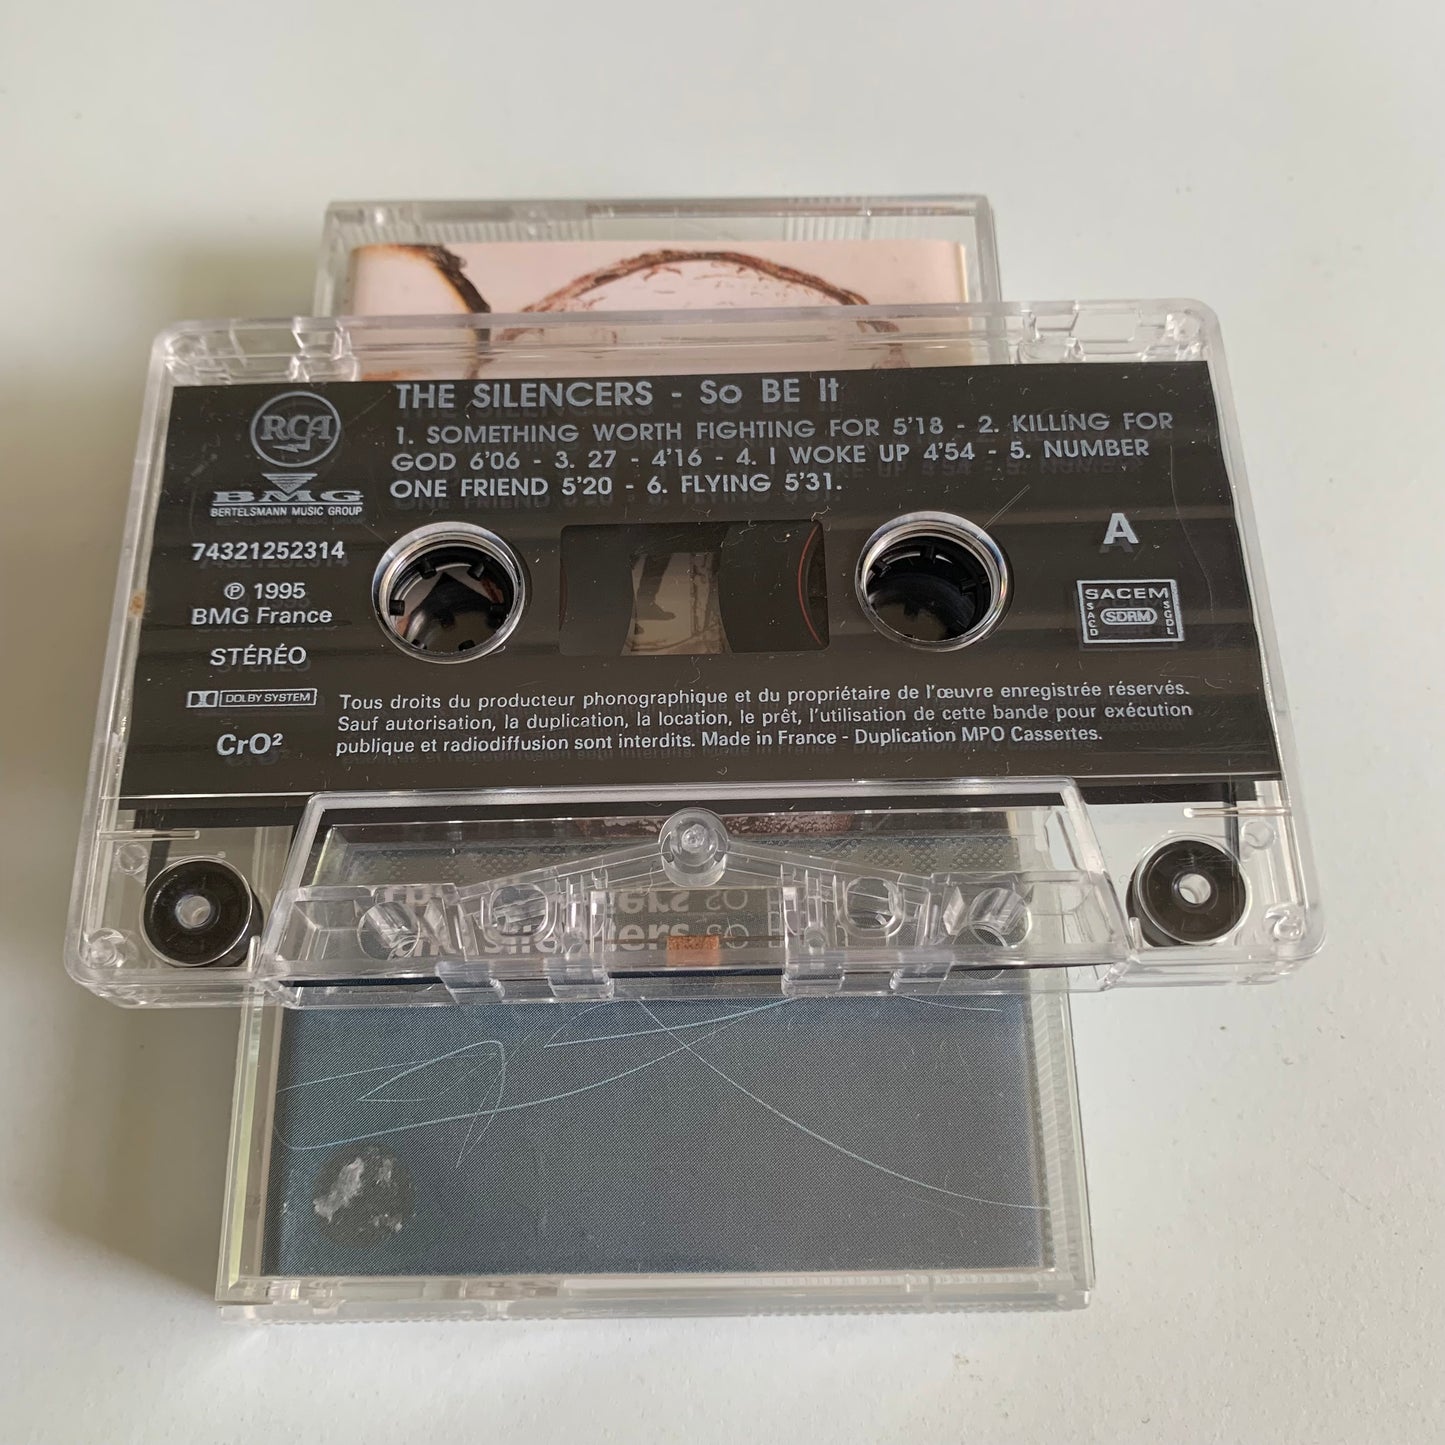 THE SILENCERS - So BE It
1. SOMETHING WORTH FIGHTING FOR 5'18 - 2. KILLING FOR
GOD 6'06 - 3. 27 - 4'16 - 4. I WOKE UP 4'54 - 5. NUMBER
ONE FRIEND 5'20 - 6. FLYING 5'31.
RCA
BMG
BERTELSMANN MUSIC GROUP
74321252314
℗ 1995
BMG France
STÉRÉO
DOLBY SYSTEM
CrO²
A
SACEM
SACD
SDRM
SGDL
Tous droits du producteur phonographique et du propriétaire de l'œuvre enregistrée réservés.
Sauf autorisation, la duplication, la location, le prêt, l'utilisation de cette bande pour exécution
publique et radiodiffusion sont interdits. Made in France - Duplication MPO Cassertes.